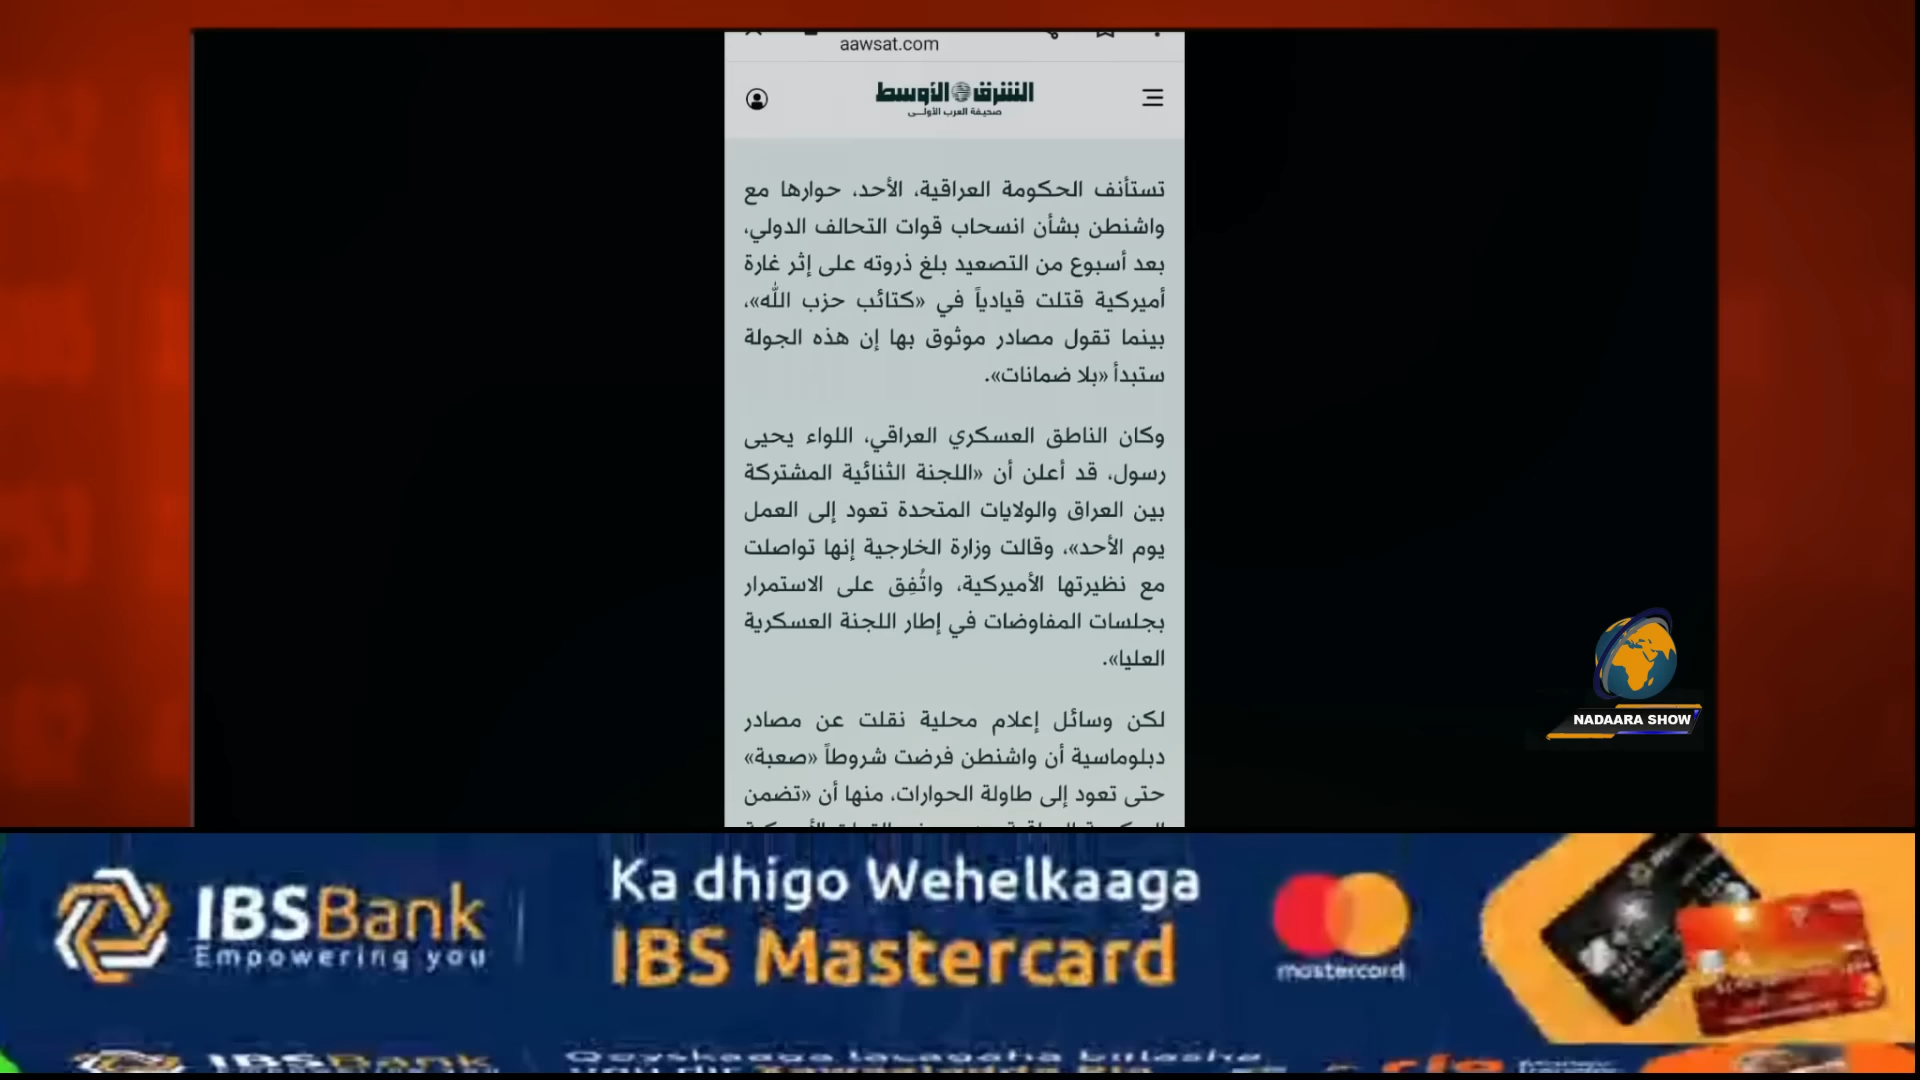 aawsat.com
الشرق الأوسط
صحيفة العرب الأولى
تستأنف الحكومة العراقية، الأحد، حوارها مع
واشنطن بشأن انسحاب قوات التحالف الدولي،
بعد أسبوع من التصعيد بلغ ذروته على إثر غارة
أميركية قتلت قيادياً في «كتائب حزب الله»،
بينما تقول مصادر موثوق بها إن هذه الجولة
ستبدأ «بلا ضمانات».
وكان الناطق العسكري العراقي، اللواء يحيى
رسول، قد أعلن أن «اللجنة الثنائية المشتركة
بين العراق والولايات المتحدة تعود إلى العمل
يوم الأحد»، وقالت وزارة الخارجية إنها تواصلت
مع نظيرتها الأميركية، واتُفِق على الاستمرار
بجلسات المفاوضات في إطار اللجنة العسكرية
العليا».
لكن وسائل إعلام محلية نقلت عن مصادر
دبلوماسية أن واشنطن فرضت شروطاً «صعبة»
حتى تعود إلى طاولة الحوارات، منها أن «تضمن
NADAARA SHOW
IBSBank
Empowering you
Ka dhigo Wehelkaaga
IBS Mastercard
mastercard
IBSBank